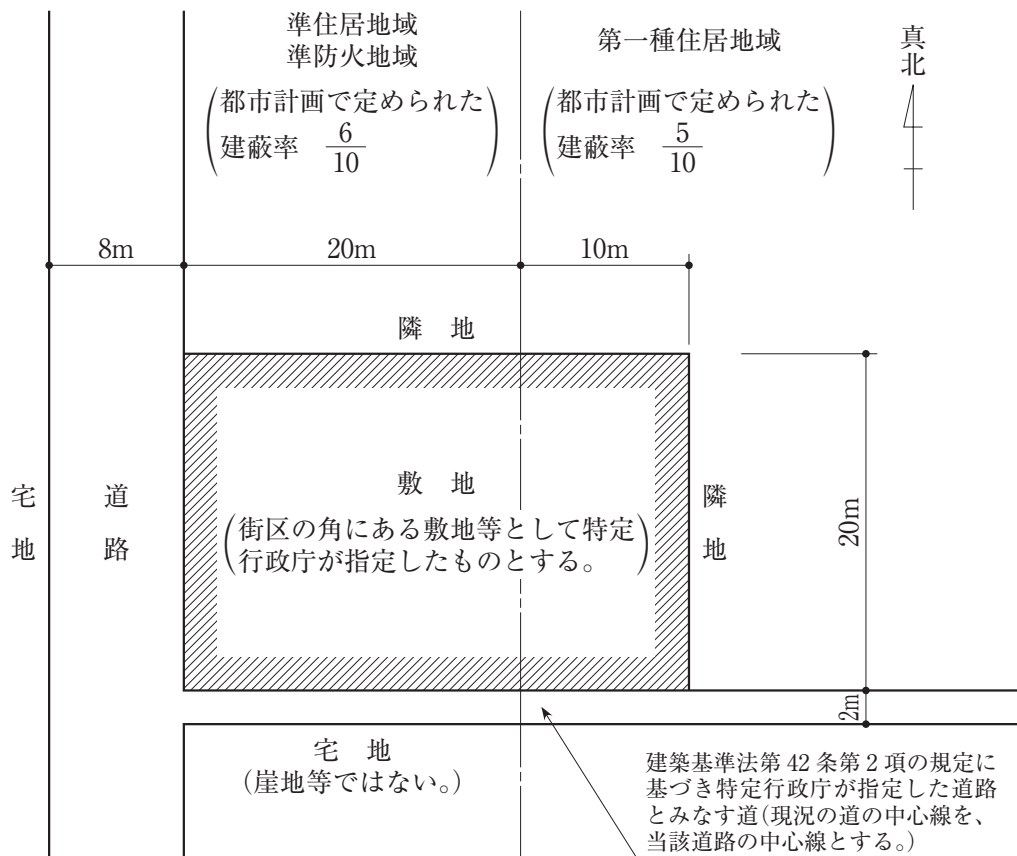 準住居地域
準防火地域
(都市計画で定められた
建蔽率 6/10)
第一種住居地域
(都市計画で定められた
建蔽率 5/10)
真北
8m
20m
10m
隣 地
宅地
道路
敷 地
(街区の角にある敷地等として特定
行政庁が指定したものとする。)
隣地
20m
2m
宅 地
(崖地等ではない。)
建築基準法第 42 条第 2 項の規定に
基づき特定行政庁が指定した道路
とみなす道(現況の道の中心線を、
当該道路の中心線とする。)